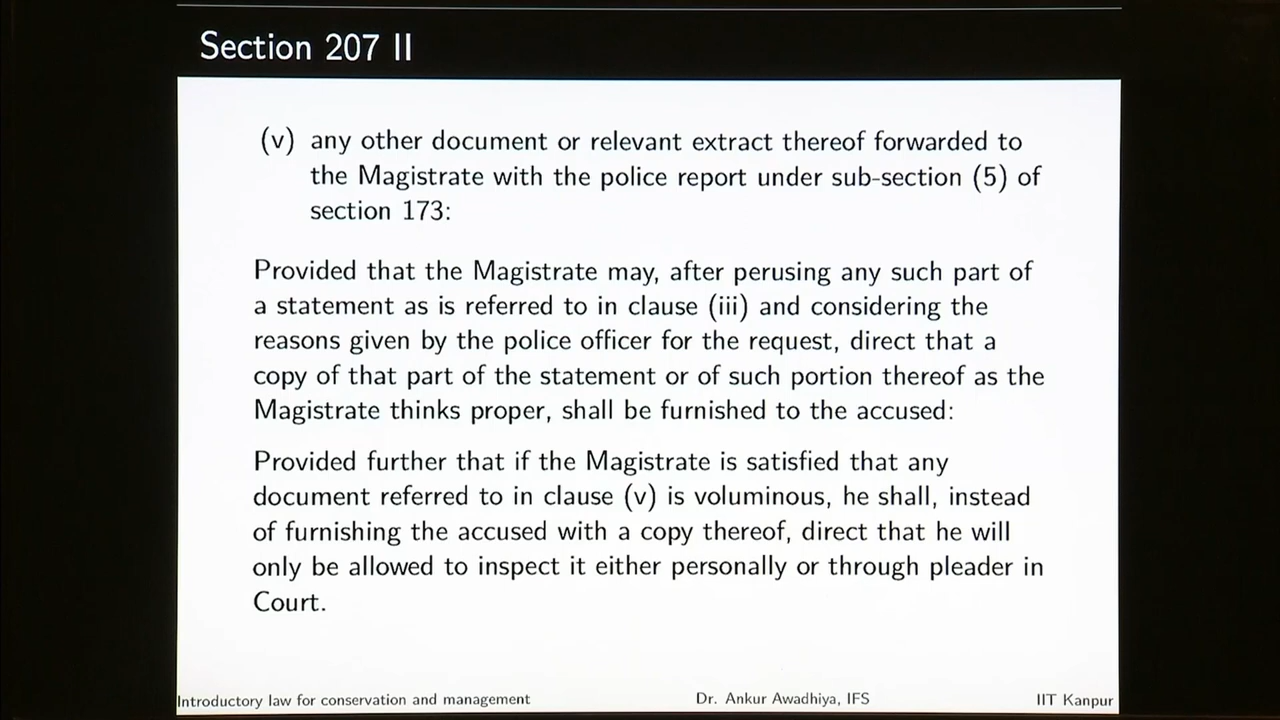 Section 207 II
(v) any other document or relevant extract thereof forwarded to
the Magistrate with the police report under sub-section (5) of
section 173:
Provided that the Magistrate may, after perusing any such part of
a statement as is referred to in clause (iii) and considering the
reasons given by the police officer for the request, direct that a
copy of that part of the statement or of such portion thereof as the
Magistrate thinks proper, shall be furnished to the accused:
Provided further that if the Magistrate is satisfied that any
document referred to in clause (v) is voluminous, he shall, instead
of furnishing the accused with a copy thereof, direct that he will
only be allowed to inspect it either personally or through pleader in
Court.
Introductory law for conservation and management Dr. Ankur Awadhiya, IFS IIT Kanpur